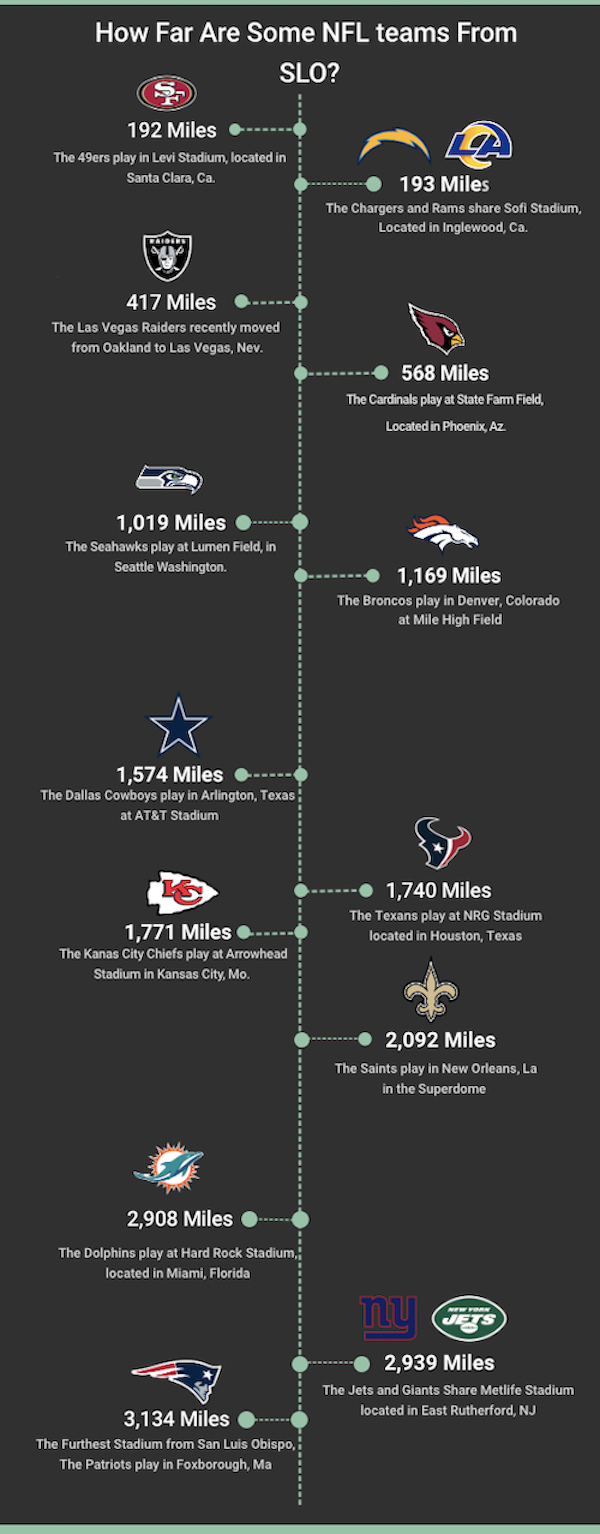 How Far Are Some NFL teams From
SLO?
SF
192 Miles
The 49ers play in Levi Stadium, located in
Santa Clara, Ca.
LA
193 Miles
The Chargers and Rams share Sofi Stadium,
Located in Inglewood, Ca.
RAIDERS
417 Miles
The Las Vegas Raiders recently moved
from Oakland to Las Vegas, Nev.
568 Miles
The Cardinals play at State Farm Field,
Located in Phoenix, Az.
1,019 Miles
The Seahawks play at Lumen Field, in
Seattle Washington.
1,169 Miles
The Broncos play in Denver, Colorado
at Mile High Field
1,574 Miles
The Dallas Cowboys play in Arlington, Texas
at AT&T Stadium
1,740 Miles
The Texans play at NRG Stadium
located in Houston, Texas
KC
1,771 Miles
The Kanas City Chiefs play at Arrowhead
Stadium in Kansas City, Mo.
2,092 Miles
The Saints play in New Orleans, La
in the Superdome
2,908 Miles
The Dolphins play at Hard Rock Stadium,
located in Miami, Florida
ny
NEW YORK
JETS
2,939 Miles
The Jets and Giants Share Metlife Stadium
located in East Rutherford, NJ
3,134 Miles
The Furthest Stadium from San Luis Obispo,
The Patriots play in Foxborough, Ma